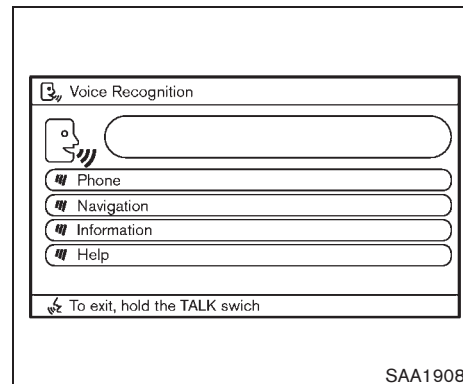 Voice Recognition
Phone
Navigation
Information
Help
To exit, hold the TALK swich
SAA1908